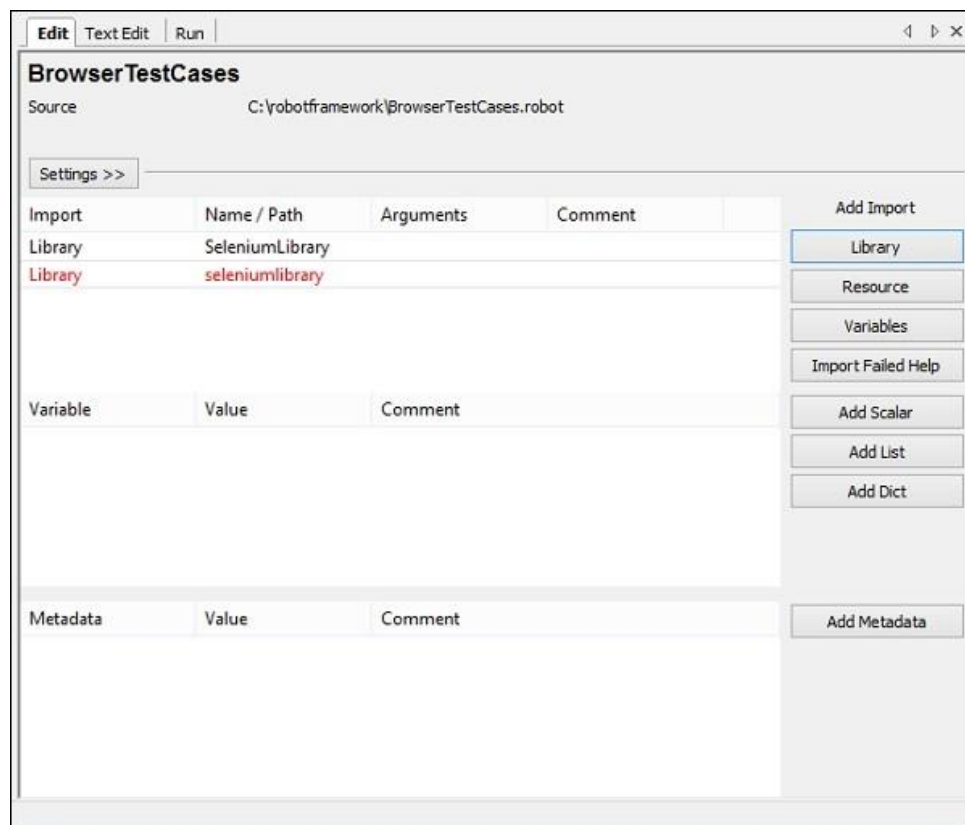 Edit Text Edit Run
BrowserTestCases
Source C:\robotframework\BrowserTestCases.robot
Settings >>
Import Name / Path Arguments Comment Add Import
Library SeleniumLibrary Library
Library seleniumlibrary
Resource
Variables
Import Failed Help
Variable Value Comment Add Scalar
Add List
Add Dict
Metadata Value Comment Add Metadata